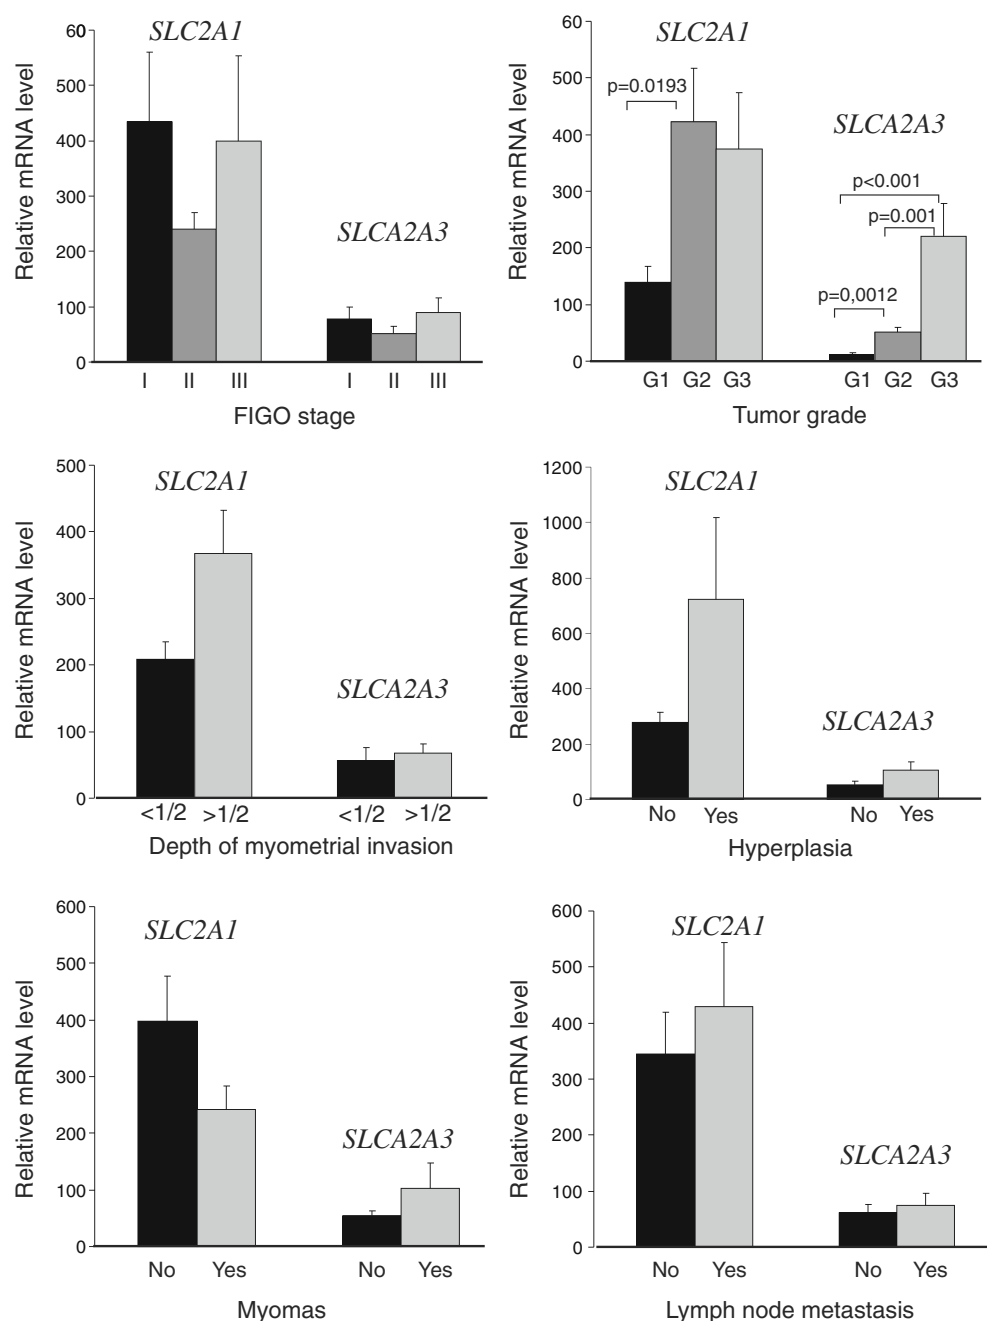 SLC2A1
SLCA2A3
Relative mRNA level
60
500
400
300
200
100
0
I II III I II III
FIGO stage
SLC2A1
SLCA2A3
Relative mRNA level
60
500
400
300
200
100
0
p=0.0193
p<0.001
p=0.001
p=0,0012
G1 G2 G3 G1 G2 G3
Tumor grade
SLC2A1
SLCA2A3
Relative mRNA level
500
400
300
200
100
0
<1/2 >1/2 <1/2 >1/2
Depth of myometrial invasion
SLC2A1
SLCA2A3
Relative mRNA level
1200
1000
800
600
400
200
0
No Yes No Yes
Hyperplasia
SLC2A1
SLCA2A3
Relative mRNA level
600
500
400
300
200
100
0
No Yes No Yes
Myomas
SLC2A1
SLCA2A3
Relative mRNA level
600
500
400
300
200
100
0
No Yes No Yes
Lymph node metastasis